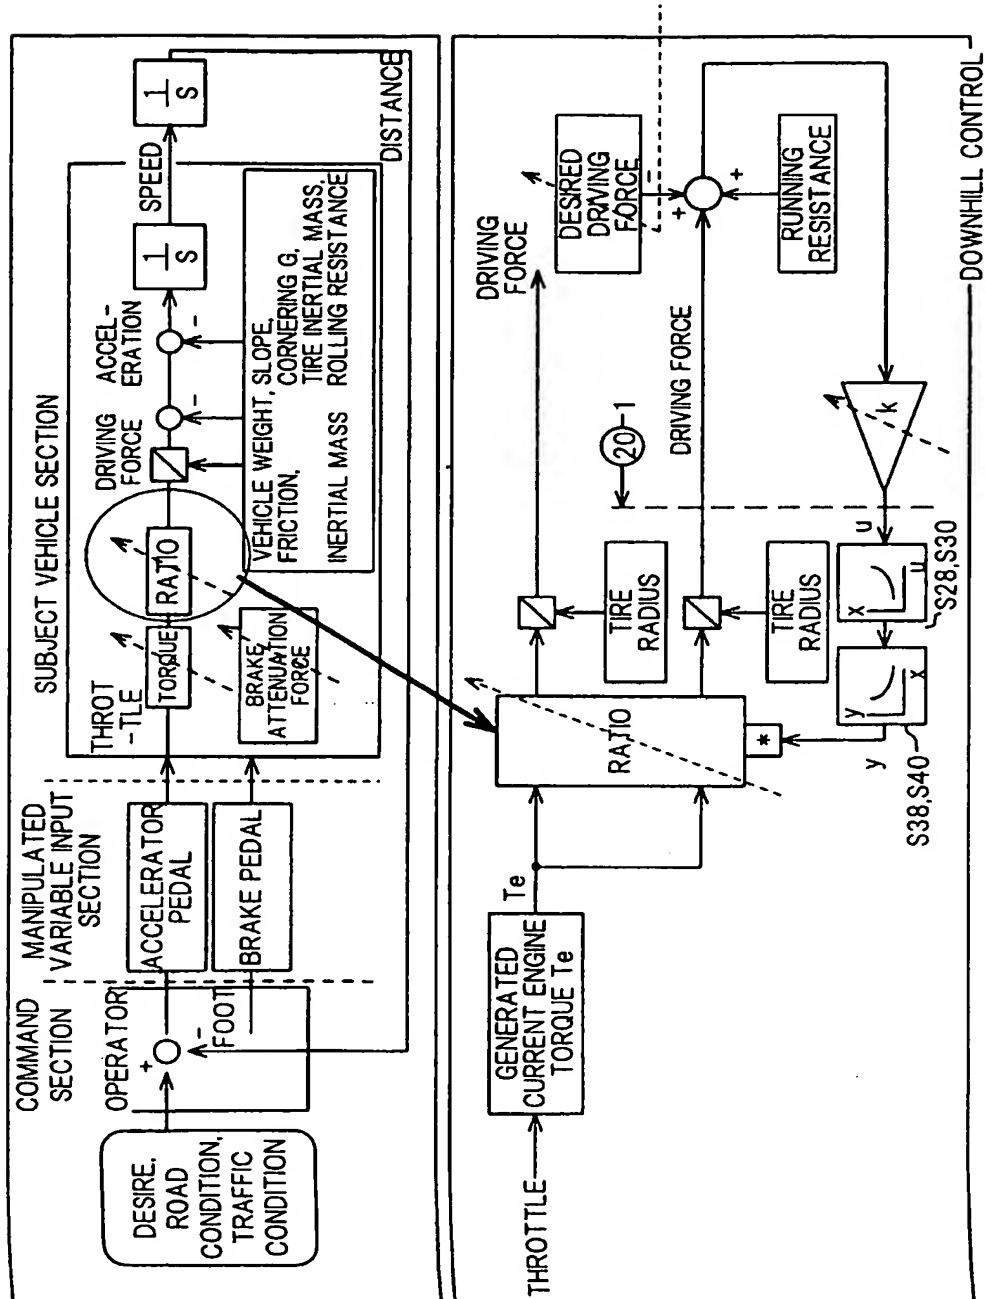 COMMAND
SECTION
MANIPULATED
VARIABLE INPUT
SECTION
SUBJECT VEHICLE SECTION
DESIRE,
ROAD
CONDITION,
TRAFFIC
CONDITION
OPERATOR
+
-
FOOT
ACCELERATOR
PEDAL
BRAKE PEDAL
THROT
-TLE
TORQUE
RATIO
BRAKE
ATTENUATION
FORCE
DRIVING
FORCE
-
ACCEL-
ERATION
-
1
S
SPEED
1
S
VEHICLE WEIGHT, SLOPE,
FRICTION,
CORNERING G,
TIRE INERTIAL MASS,
INERTIAL MASS
ROLLING RESISTANCE
DISTANCE
THROTTLE
GENERATED
CURRENT ENGINE
TORQUE Te
Te
RATIO
*
TIRE
RADIUS
TIRE
RADIUS
DRIVING
FORCE
20-1
DRIVING FORCE
DESIRED
DRIVING
FORCE
-
+
+
RUNNING
RESISTANCE
k
u
X
u
S28,S30
y
X
S38,S40
y
DOWNHILL CONTROL